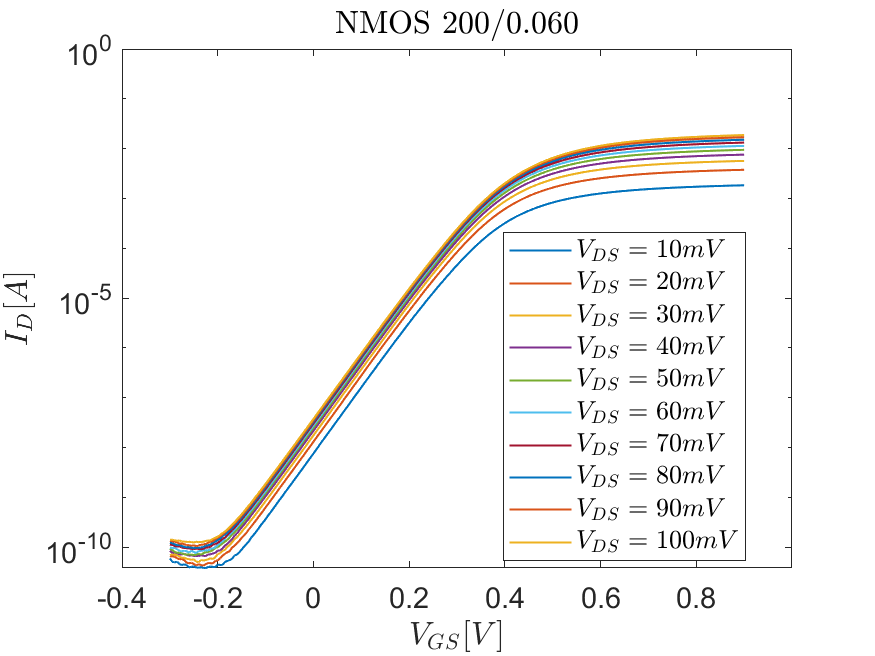 NMOS 200/0.060
10^0
10^-5
10^-10
I_D[A]
-0.4 -0.2 0 0.2 0.4 0.6 0.8
V_GS[V]
V_DS = 10mV
V_DS = 20mV
V_DS = 30mV
V_DS = 40mV
V_DS = 50mV
V_DS = 60mV
V_DS = 70mV
V_DS = 80mV
V_DS = 90mV
V_DS = 100mV